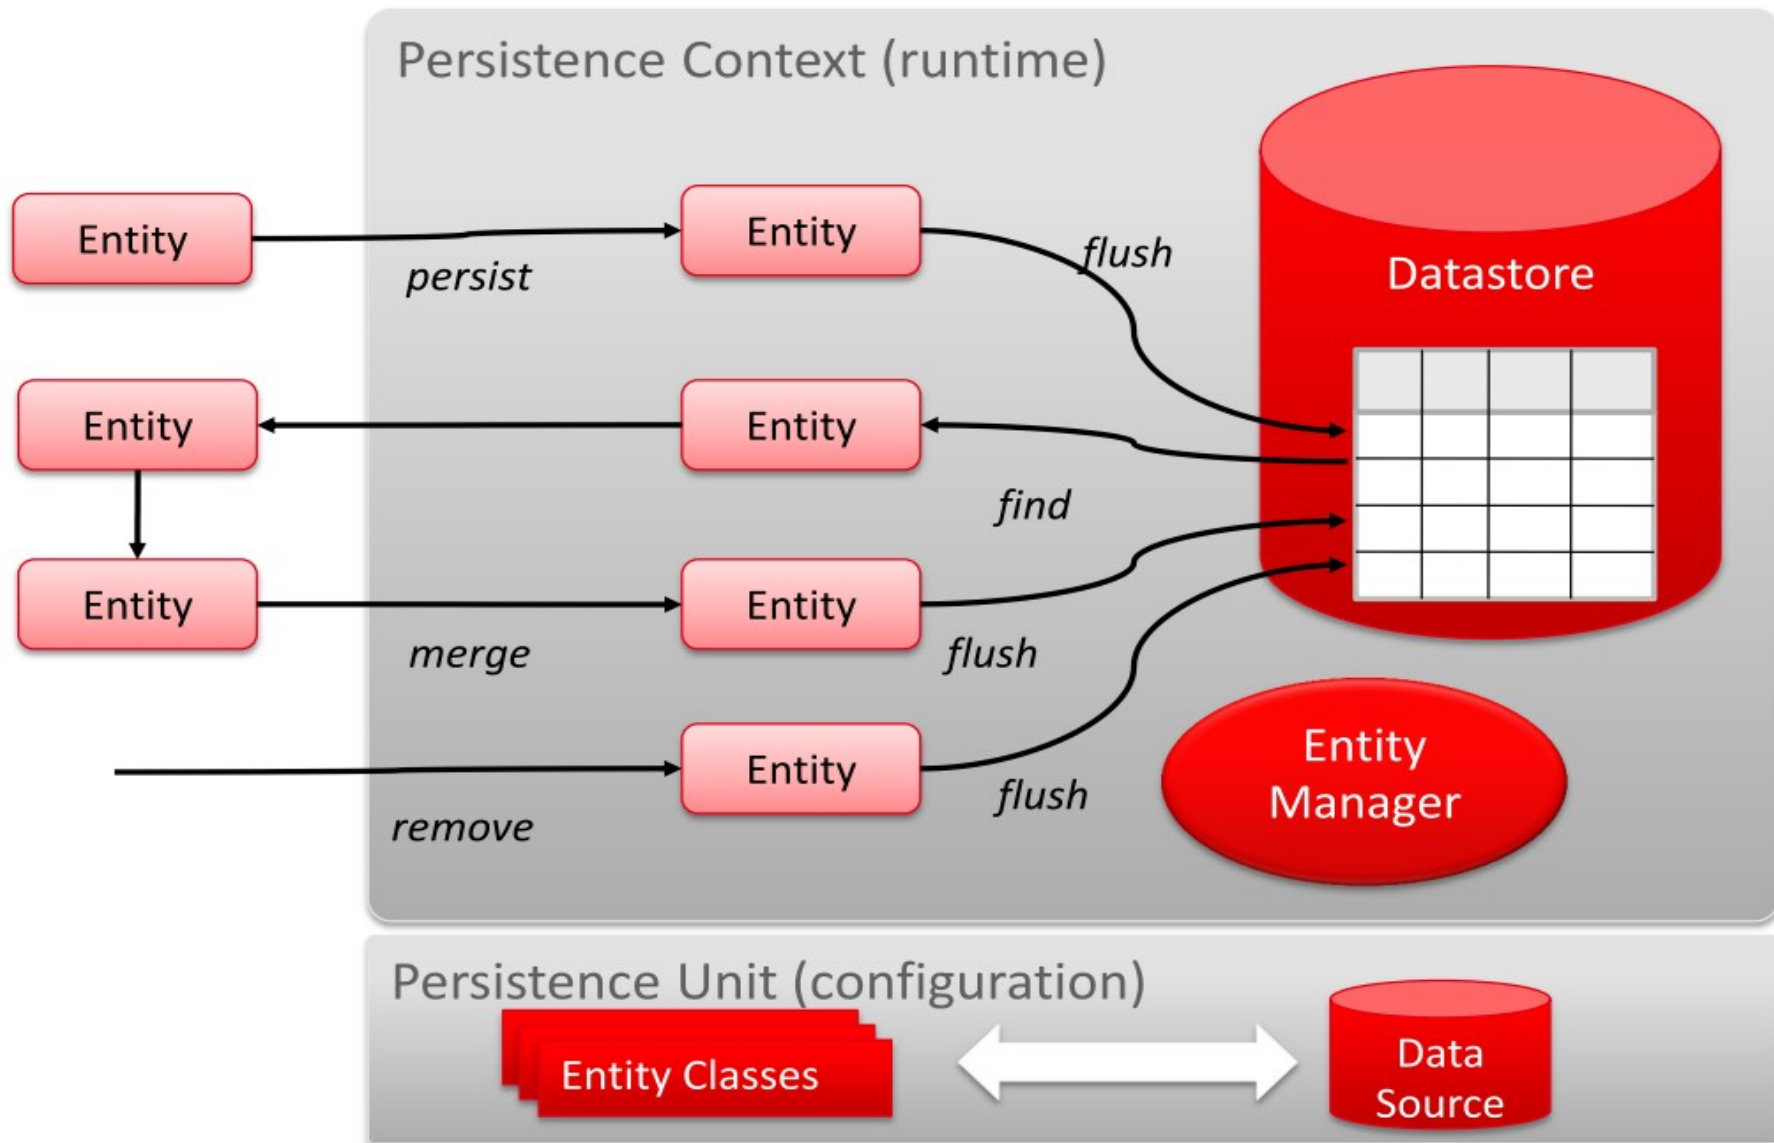 Persistence Context (runtime)
Entity
persist
Entity
flush
Datastore
Entity
Entity
find
Entity
merge
Entity
flush
remove
Entity
flush
Entity
Manager
Persistence Unit (configuration)
Entity Classes
Data
Source